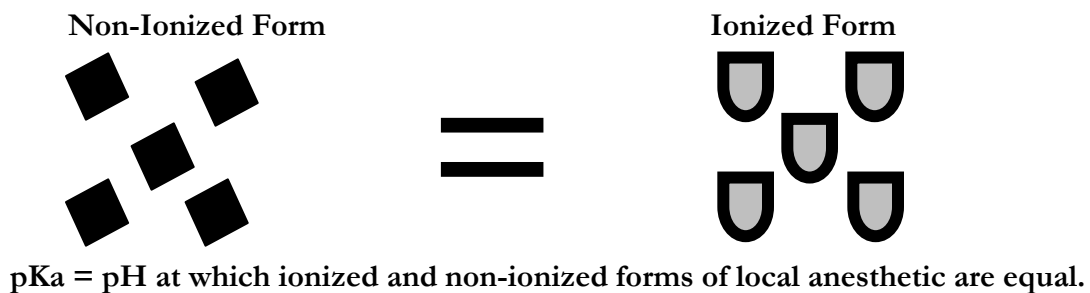 Non-Ionized Form
Ionized Form
pKa = pH at which ionized and non-ionized forms of local anesthetic are equal.